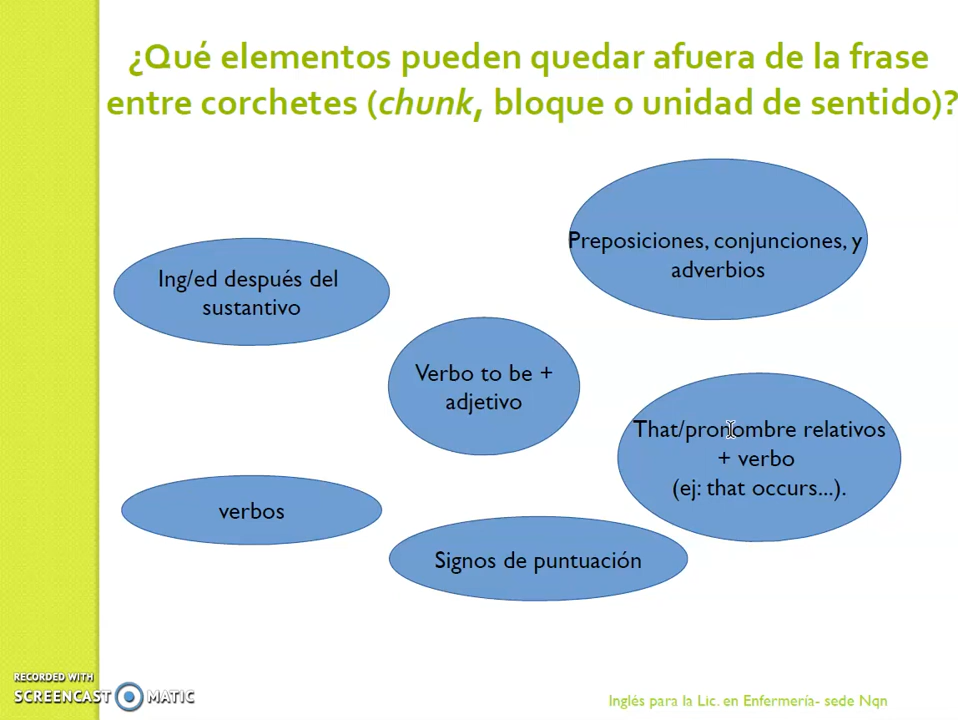 ¿Qué elementos pueden quedar afuera de la frase
entre corchetes (chunk, bloque o unidad de sentido)?
Preposiciones, conjunciones, y
adverbios
Ing/ed después del
sustantivo
Verbo to be +
adjetivo
That/pronombre relativos
+ verbo
(ej: that occurs...).
verbos
Signos de puntuación
RECORDED WITH
SCREENCAST MATIC
Inglés para la Lic. en Enfermería- sede Nqn